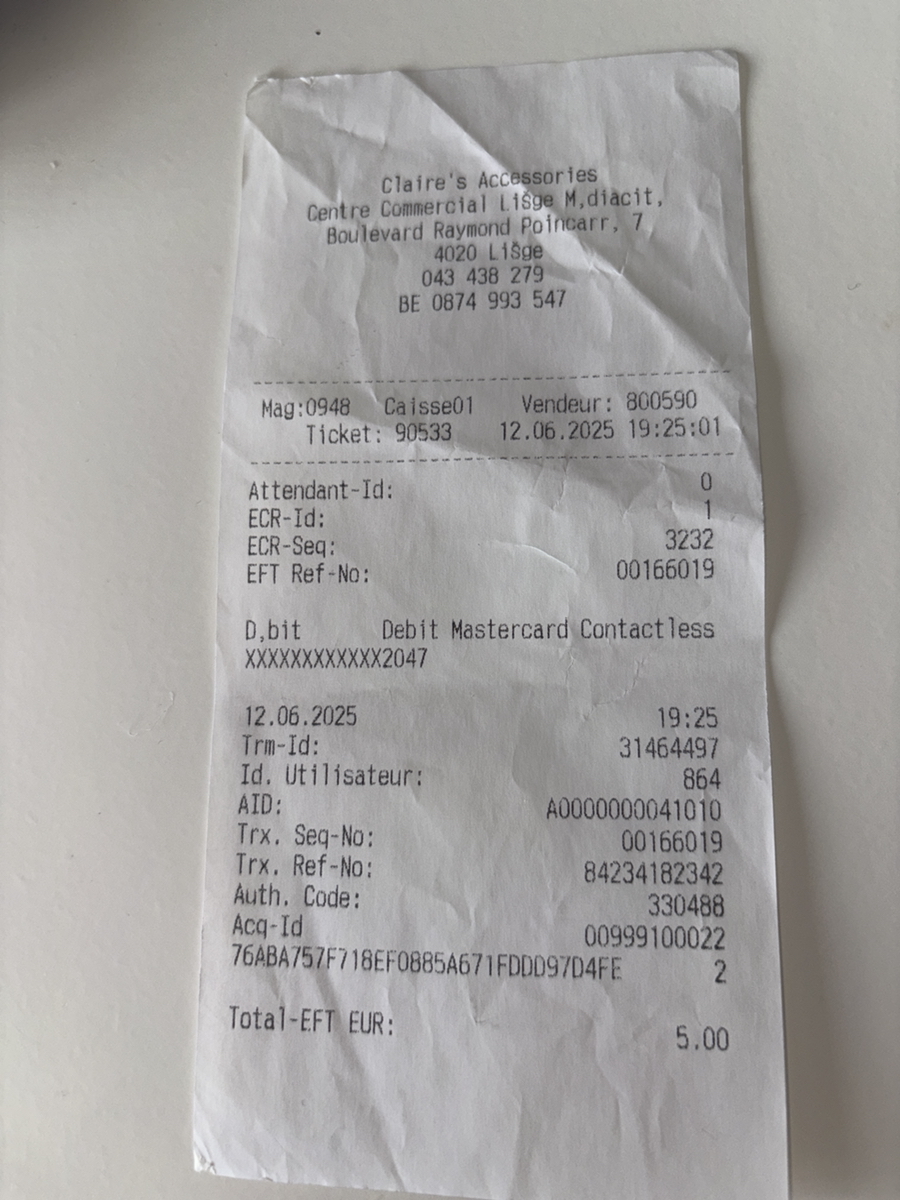 Claire's Accessories
Centre Commercial LiŠge M,diacit,
Boulevard Raymond Poincarr, 7
4020 LiŠge
043 438 279
BE 0874 993 547
Mag:0948 Caisse01 Vendeur: 800590
Ticket: 90533 12.06.2025 19:25:01
Attendant-Id: 0
ECR-Id: 1
ECR-Seq: 3232
EFT Ref-No: 00166019
D,bit Debit Mastercard Contactless
XXXXXXXXXXXX2047
12.06.2025 19:25
Trm-Id: 31464497
Id. Utilisateur: 864
AID: A0000000041010
Trx. Seq-No: 00166019
Trx. Ref-No: 84234182342
Auth. Code: 330488
Acq-Id 00999100022
76ABA757F718EF0885A671FDDD97D4FE 2
Total-EFT EUR: 5.00